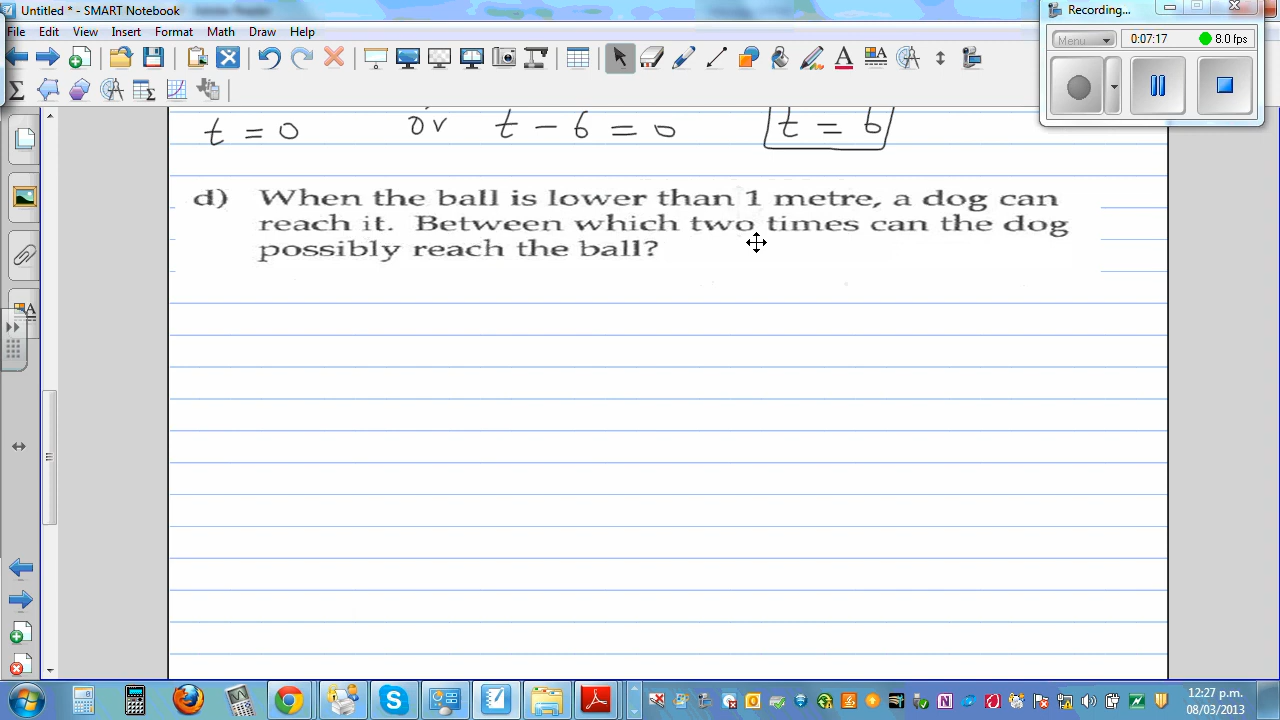 Untitled * - SMART Notebook
Recording...
File Edit View Insert Format Math Draw Help
Menu 0:07:17 8.0 fps
t = 0 or t - 6 = 0 t = 6
d) When the ball is lower than 1 metre, a dog can
reach it. Between which two times can the dog
possibly reach the ball?
12:27 p.m.
08/03/2013